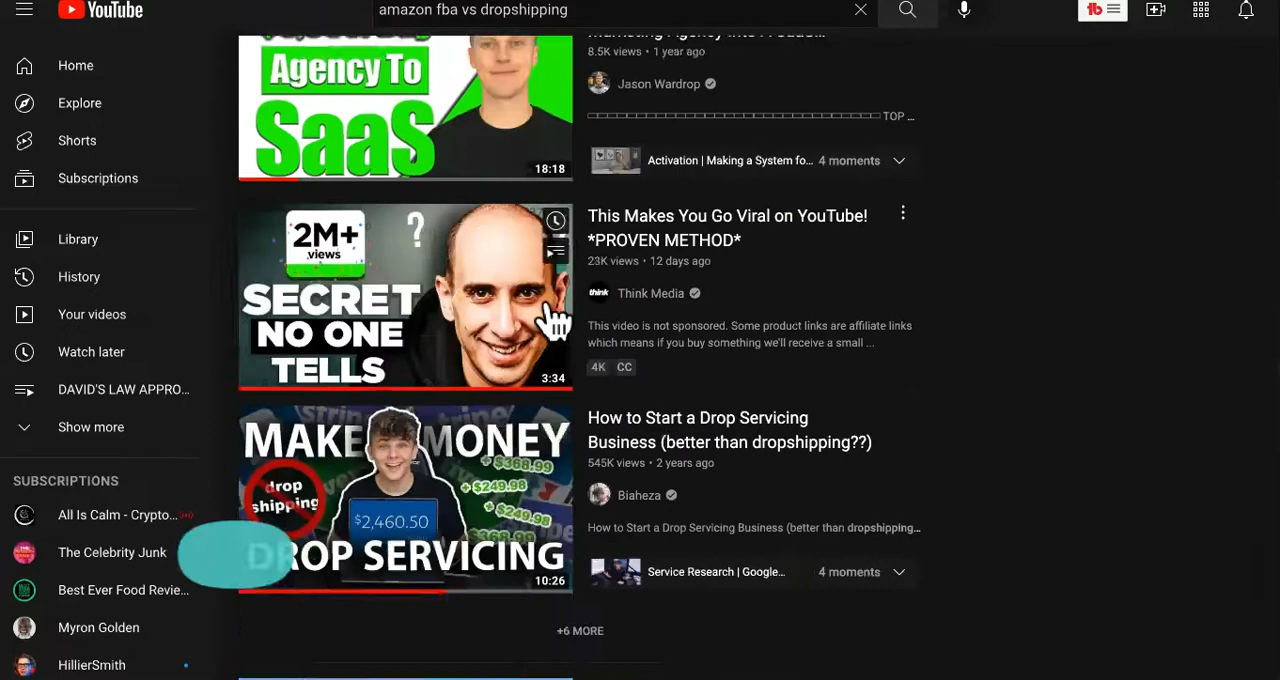 YouTube
amazon fba vs dropshipping
tb
Home
Explore
Shorts
Subscriptions
Library
History
Your videos
Watch later
DAVID'S LAW APPRO...
Show more
SUBSCRIPTIONS
All Is Calm - Crypto...
The Celebrity Junk
Best Ever Food Revie...
Myron Golden
HillierSmith
Agency To
SaaS
18:18
8.5K views • 1 year ago
Jason Wardrop
TOP ...
Activation | Making a System fo...
4 moments
2M+
views
?
SECRET
NO ONE
TELLS
3:34
This Makes You Go Viral on YouTube!
*PROVEN METHOD*
23K views • 12 days ago
think
Think Media
This video is not sponsored. Some product links are affiliate links
which means if you buy something we'll receive a small ...
4K CC
MAKE MONEY
drop
shipping
+$368.99
+$249.98
+$249.98
+$368.99
$2,460.50
DROP SERVICING
10:26
How to Start a Drop Servicing
Business (better than dropshipping??)
545K views • 2 years ago
Biaheza
How to Start a Drop Servicing Business (better than dropshipping...
Service Research | Google...
4 moments
+6 MORE